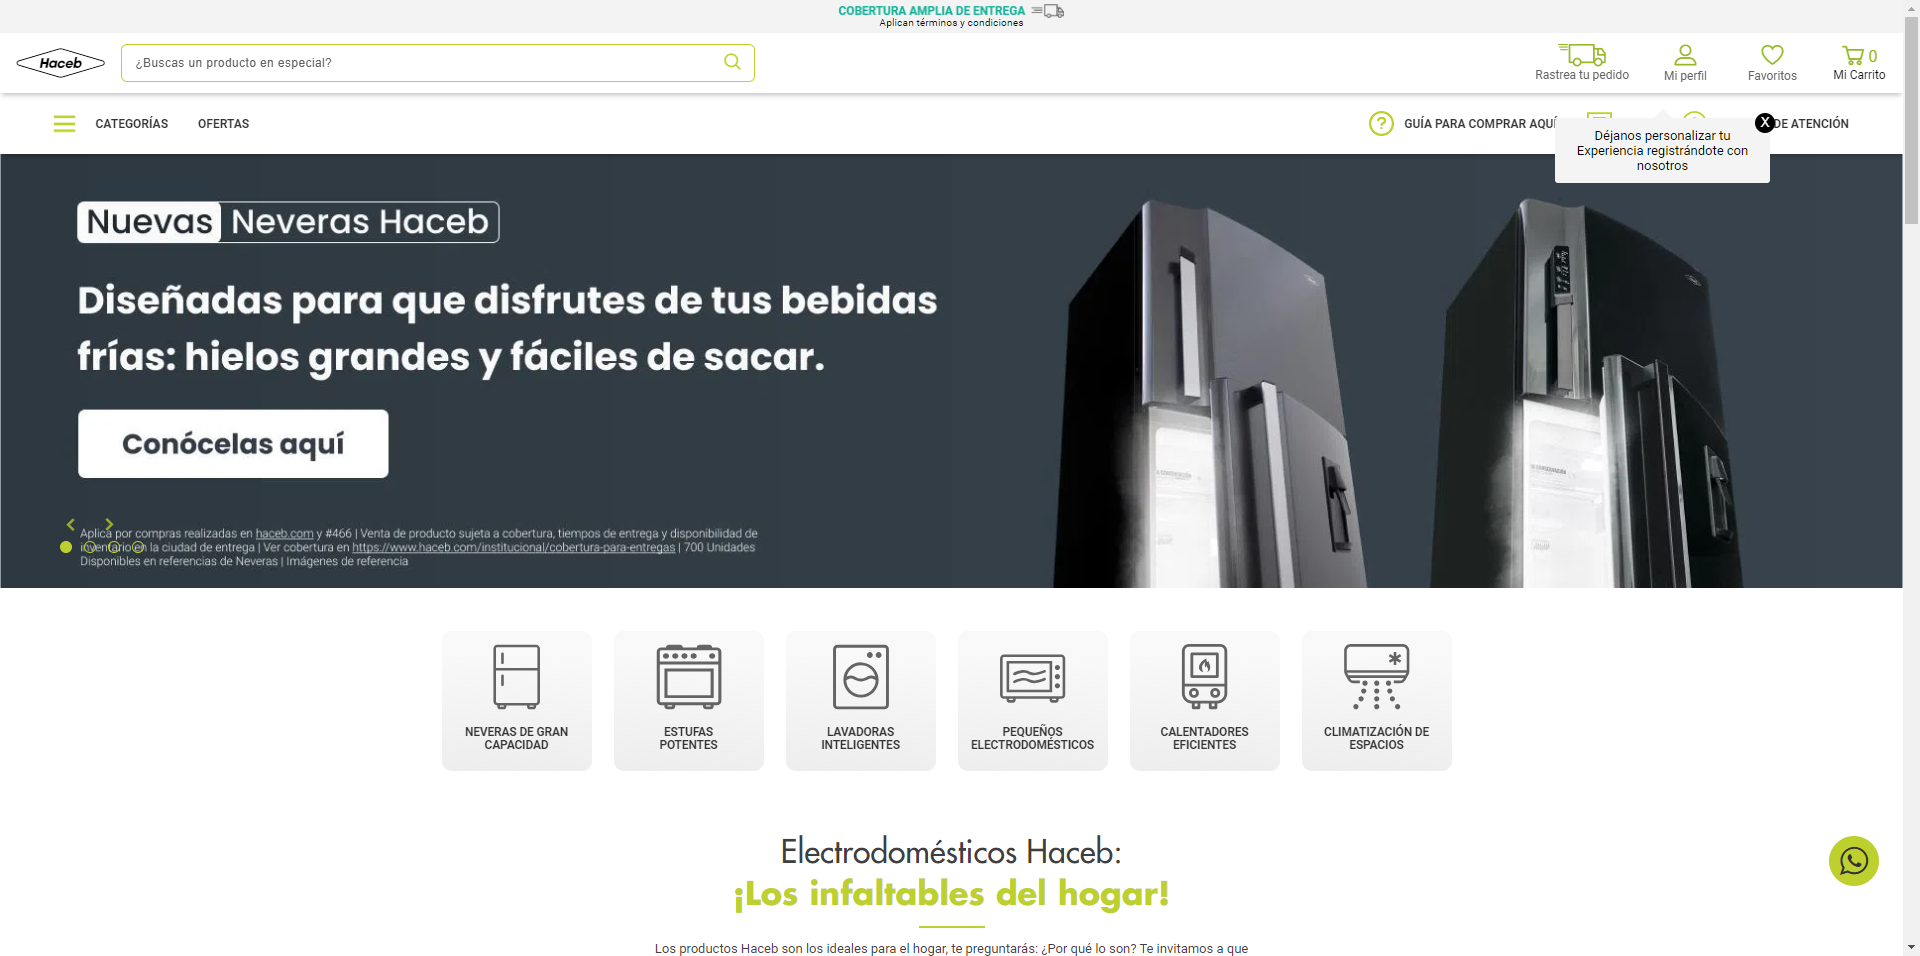 COBERTURA AMPLIA DE ENTREGA
Aplican términos y condiciones
Haceb
¿Buscas un producto en especial?
Rastrea tu pedido
Mi perfil
Favoritos
0
Mi Carrito
CATEGORÍAS
OFERTAS
GUÍA PARA COMPRAR AQUÍ
DE ATENCIÓN
X
Déjanos personalizar tu
Experiencia registrándote con
nosotros
Nuevas Neveras Haceb
Diseñadas para que disfrutes de tus bebidas
frías: hielos grandes y fáciles de sacar.
Conócelas aquí
Aplica por compras realizadas en haceb.com y #466 | Venta de producto sujeta a cobertura, tiempos de entrega y disponibilidad de
inventario en la ciudad de entrega | Ver cobertura en https://www.haceb.com/institucional/cobertura-para-entregas | 700 Unidades
Disponibles en referencias de Neveras | Imágenes de referencia
NEVERAS DE GRAN
CAPACIDAD
ESTUFAS
POTENTES
LAVADORAS
INTELIGENTES
PEQUEÑOS
ELECTRODOMÉSTICOS
CALENTADORES
EFICIENTES
CLIMATIZACIÓN DE
ESPACIOS
Electrodomésticos Haceb:
¡Los infaltables del hogar!
Los productos Haceb son los ideales para el hogar, te preguntarás: ¿Por qué lo son? Te invitamos a que